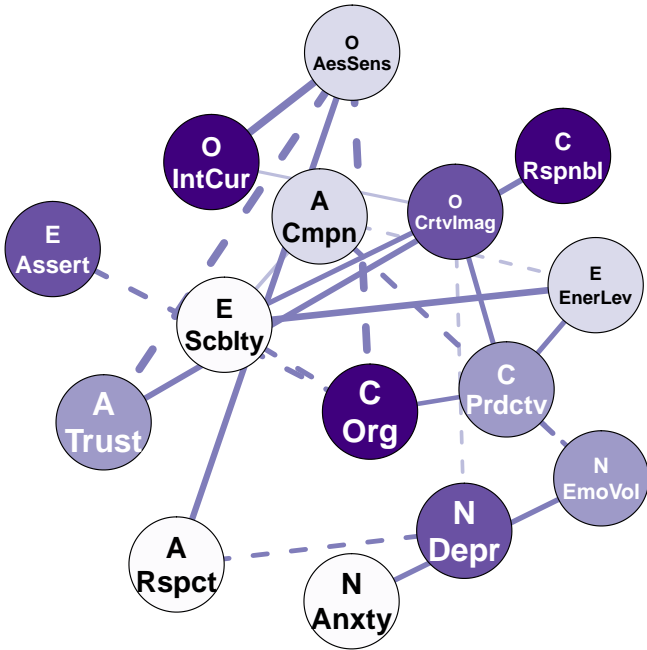 O
AesSens
O
IntCur
C
Rspnbl
A
Cmpn
O
CrtvImag
E
Assert
E
EnerLev
E
Scblty
C
Prdctv
A
Trust
C
Org
N
EmoVol
N
Depr
A
Rspct
N
Anxty